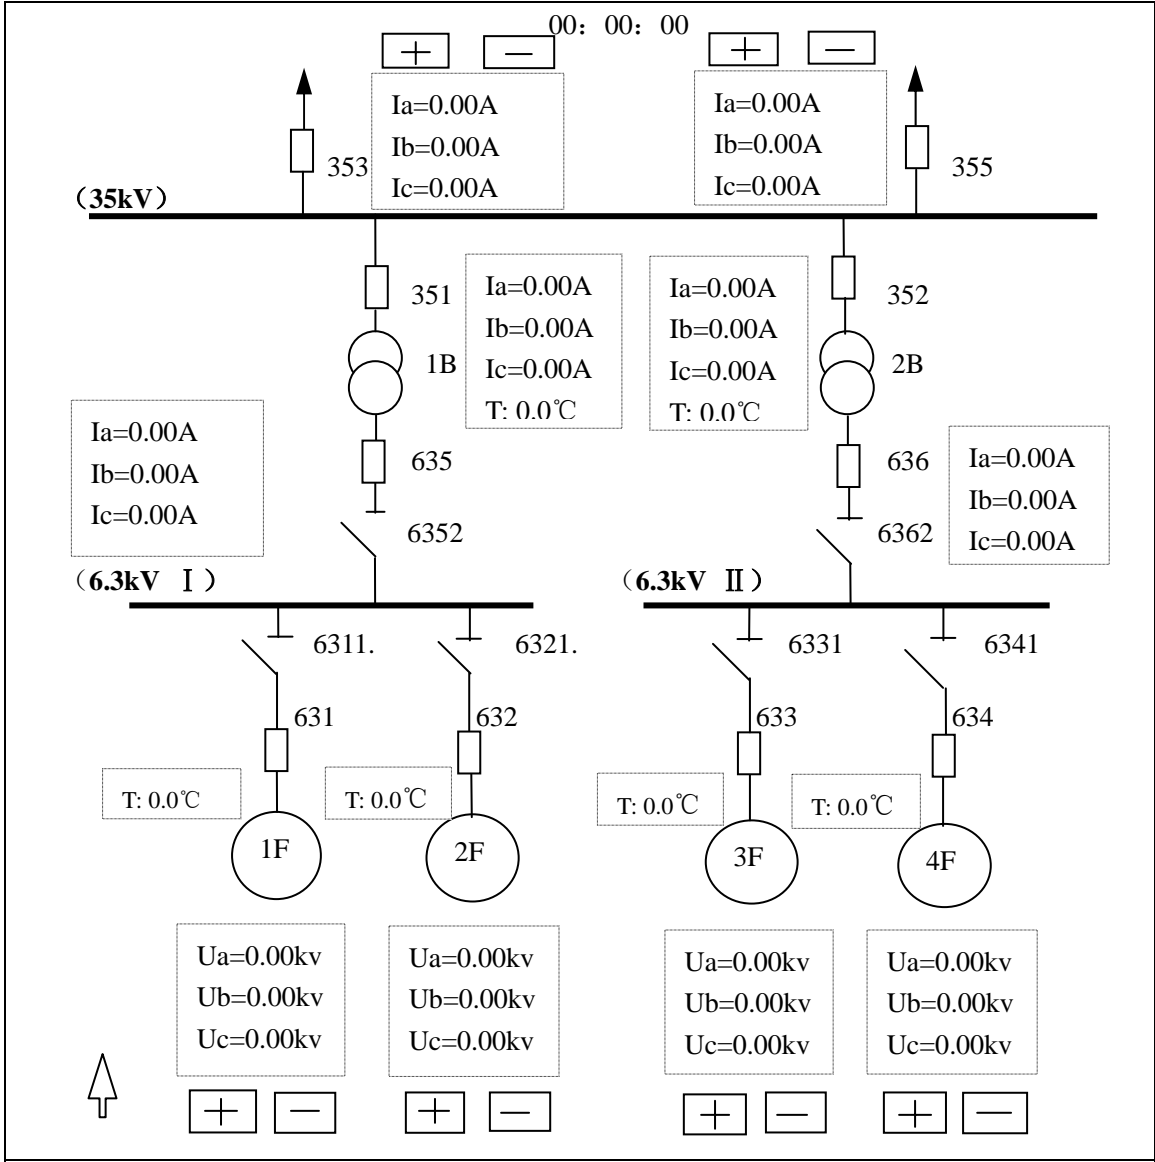 00：00：00
＋ － ＋ －
Ia=0.00A
Ib=0.00A
Ic=0.00A
Ia=0.00A
Ib=0.00A
Ic=0.00A
353
355
（35kV）
351
Ia=0.00A
Ib=0.00A
Ic=0.00A
T: 0.0℃
Ia=0.00A
Ib=0.00A
Ic=0.00A
T: 0.0℃
352
1B
2B
Ia=0.00A
Ib=0.00A
Ic=0.00A
635
636
Ia=0.00A
Ib=0.00A
Ic=0.00A
6352
6362
（6.3kV Ⅰ）
（6.3kV Ⅱ）
6311.
6321.
6331
6341
631
632
633
634
T: 0.0℃
T: 0.0℃
T: 0.0℃
T: 0.0℃
1F
2F
3F
4F
Ua=0.00kv
Ub=0.00kv
Uc=0.00kv
Ua=0.00kv
Ub=0.00kv
Uc=0.00kv
Ua=0.00kv
Ub=0.00kv
Uc=0.00kv
Ua=0.00kv
Ub=0.00kv
Uc=0.00kv
＋ － ＋ － ＋ － ＋ －